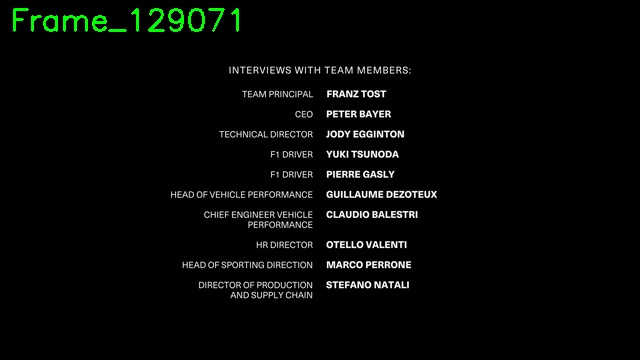 Frame_129071
INTERVIEWS WITH TEAM MEMBERS:
TEAM PRINCIPAL FRANZ TOST
CEO PETER BAYER
TECHNICAL DIRECTOR JODY EGGINTON
F1 DRIVER YUKI TSUNODA
F1 DRIVER PIERRE GASLY
HEAD OF VEHICLE PERFORMANCE GUILLAUME DEZOTEUX
CHIEF ENGINEER VEHICLE CLAUDIO BALESTRI
PERFORMANCE
HR DIRECTOR OTELLO VALENTI
HEAD OF SPORTING DIRECTION MARCO PERRONE
DIRECTOR OF PRODUCTION STEFANO NATALI
AND SUPPLY CHAIN